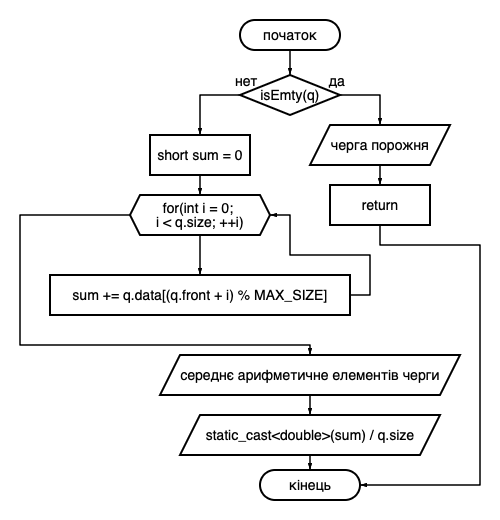 початок
нет
да
isEmty(q)
short sum = 0
черга порожня
for(int i = 0;
i < q.size; ++i)
return
sum += q.data[(q.front + i) % MAX_SIZE]
середнє арифметичне елементів черги
static_cast<double>(sum) / q.size
кінець